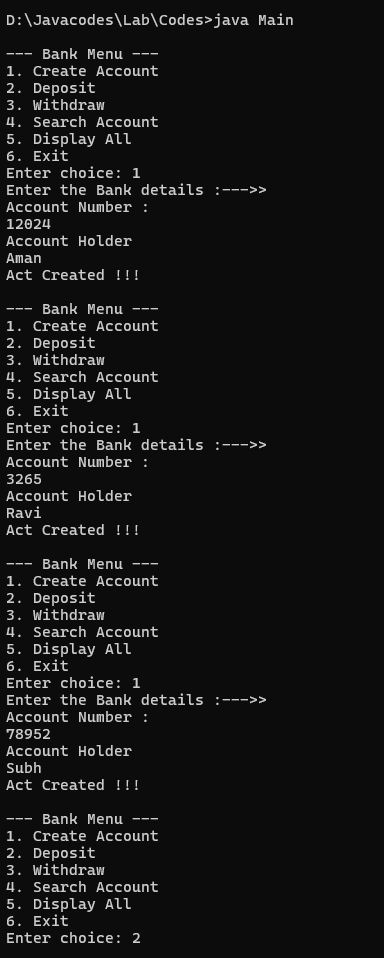 D:\Javacodes\Lab\Codes>java Main
--- Bank Menu ---
1. Create Account
2. Deposit
3. Withdraw
4. Search Account
5. Display All
6. Exit
Enter choice: 1
Enter the Bank details :--->>
Account Number :
12024
Account Holder
Aman
Act Created !!!
--- Bank Menu ---
1. Create Account
2. Deposit
3. Withdraw
4. Search Account
5. Display All
6. Exit
Enter choice: 1
Enter the Bank details :--->>
Account Number :
3265
Account Holder
Ravi
Act Created !!!
--- Bank Menu ---
1. Create Account
2. Deposit
3. Withdraw
4. Search Account
5. Display All
6. Exit
Enter choice: 1
Enter the Bank details :--->>
Account Number :
78952
Account Holder
Subh
Act Created !!!
--- Bank Menu ---
1. Create Account
2. Deposit
3. Withdraw
4. Search Account
5. Display All
6. Exit
Enter choice: 2